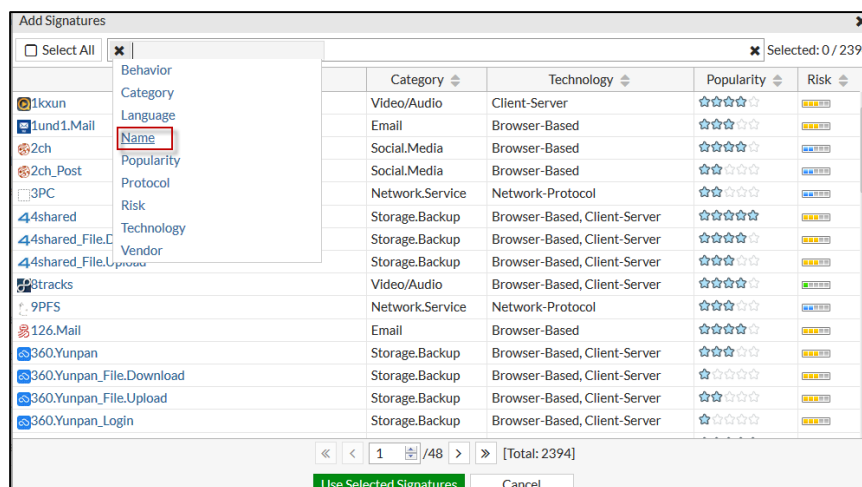 Add Signatures
Select All Selected: 0 / 239
Behavior
Category
Language
Name
Popularity
Protocol
Risk
Technology
Vendor
Category Technology Popularity Risk
1kxun Video/Audio Client-Server
1und1.Mail Email Browser-Based
2ch Social.Media Browser-Based
2ch_Post Social.Media Browser-Based
3PC Network.Service Network-Protocol
4shared Storage.Backup Browser-Based, Client-Server
4shared_File.D Storage.Backup Browser-Based, Client-Server
4shared_File.Upload Storage.Backup Browser-Based, Client-Server
8tracks Video/Audio Client-Server
9PFS Network.Service Network-Protocol
126.Mail Email Browser-Based
360.Yunpan Storage.Backup Browser-Based, Client-Server
360.Yunpan_File.Download Storage.Backup Browser-Based, Client-Server
360.Yunpan_File.Upload Storage.Backup Browser-Based, Client-Server
360.Yunpan_Login Storage.Backup Browser-Based, Client-Server
« < 1 /48 > » [Total: 2394]
Use Selected Signatures Cancel